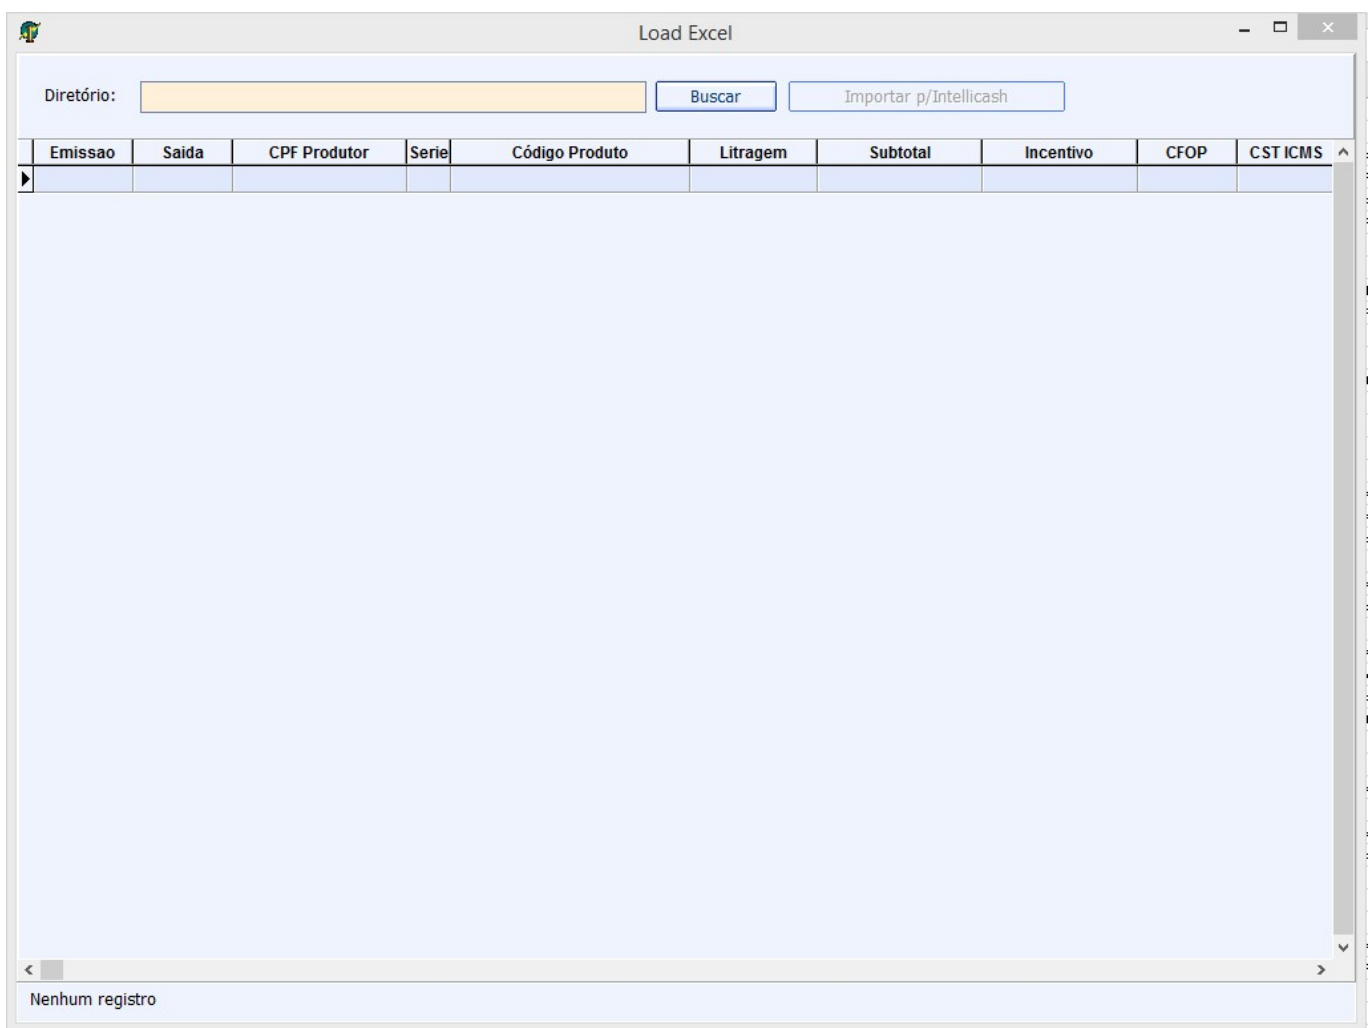 Load Excel
Diretório: Buscar Importar p/Intellicash
Emissao Saida CPF Produtor Serie Código Produto Litragem Subtotal Incentivo CFOP CST ICMS
Nenhum registro